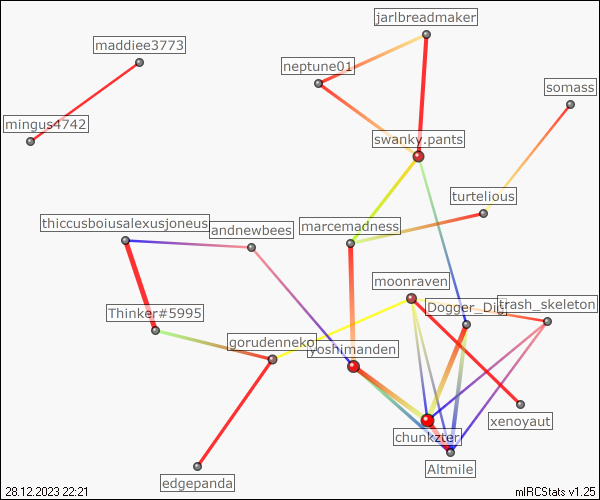 jarlbreadmaker
maddiee3773
neptune01
somass
mingus4742
swanky.pants
turtelious
thiccusboiusalexusjoneus
andnewbees
marcemadness
moonraven
Dogger_Dig
trash_skeleton
Thinker#5995
gorudenneko
yoshimanden
xenoyaut
chunkzter
Altmile
edgepanda
28.12.2023 22:21
mIRCStats v1.25